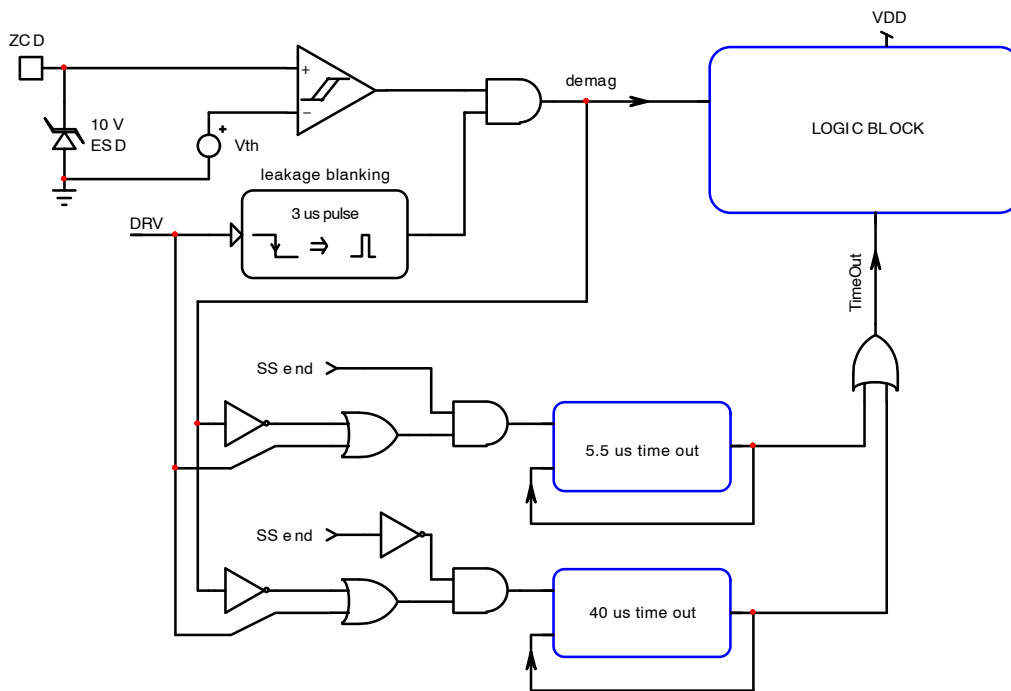 ZCD
VDD
+
demag
10 V
ESD
−
+
Vth
LOGIC BLOCK
leakage blanking
DRV
3 us pulse
⇒
TimeOut
SS end
5.5 us time out
SS end
40 us time out